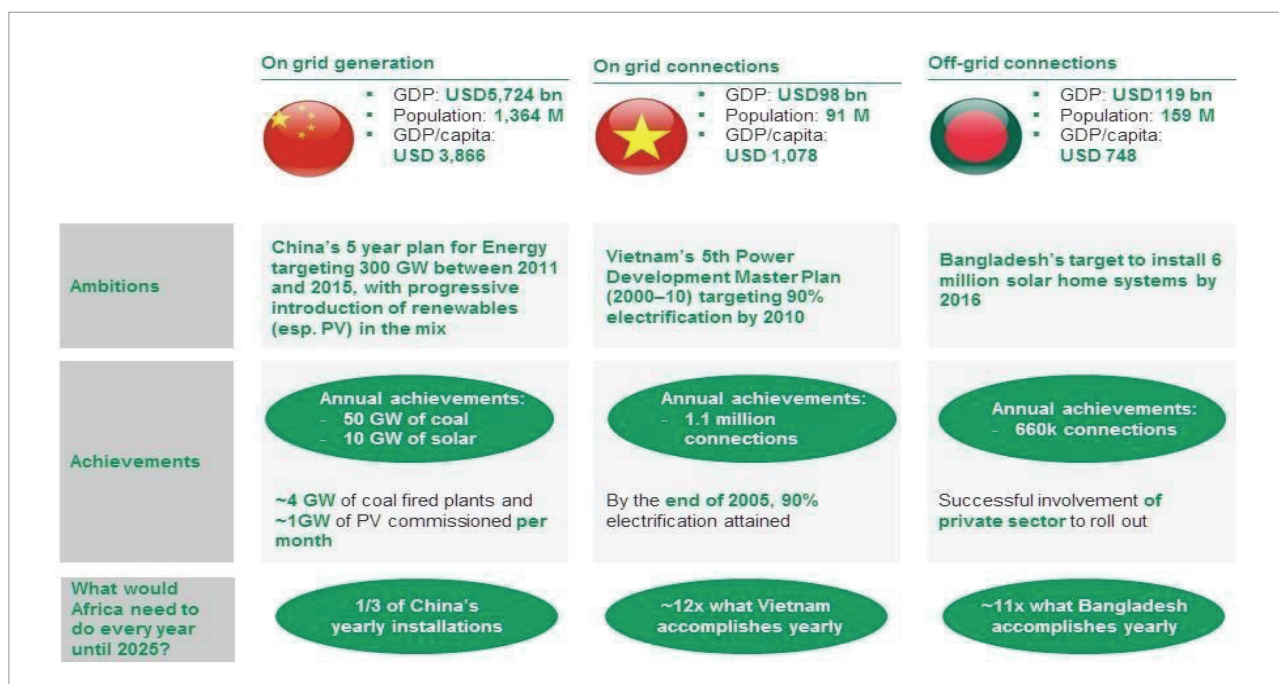 On grid generation
GDP: USD5,724 bn
Population: 1,364 M
GDP/capita:
USD 3,866
On grid connections
GDP: USD98 bn
Population: 91 M
GDP/capita:
USD 1,078
Off-grid connections
GDP: USD119 bn
Population: 159 M
GDP/capita:
USD 748
Ambitions
China's 5 year plan for Energy
targeting 300 GW between 2011
and 2015, with progressive
introduction of renewables
(esp. PV) in the mix
Vietnam's 5th Power
Development Master Plan
(2000–10) targeting 90%
electrification by 2010
Bangladesh's target to install 6
million solar home systems by
2016
Achievements
Annual achievements:
- 50 GW of coal
- 10 GW of solar
~4 GW of coal fired plants and
~1GW of PV commissioned per
month
Annual achievements:
- 1.1 million
connections
By the end of 2005, 90%
electrification attained
Annual achievements:
- 660k connections
Successful involvement of
private sector to roll out
What would
Africa need to
do every year
until 2025?
1/3 of China's
yearly installations
~12x what Vietnam
accomplishes yearly
~11x what Bangladesh
accomplishes yearly